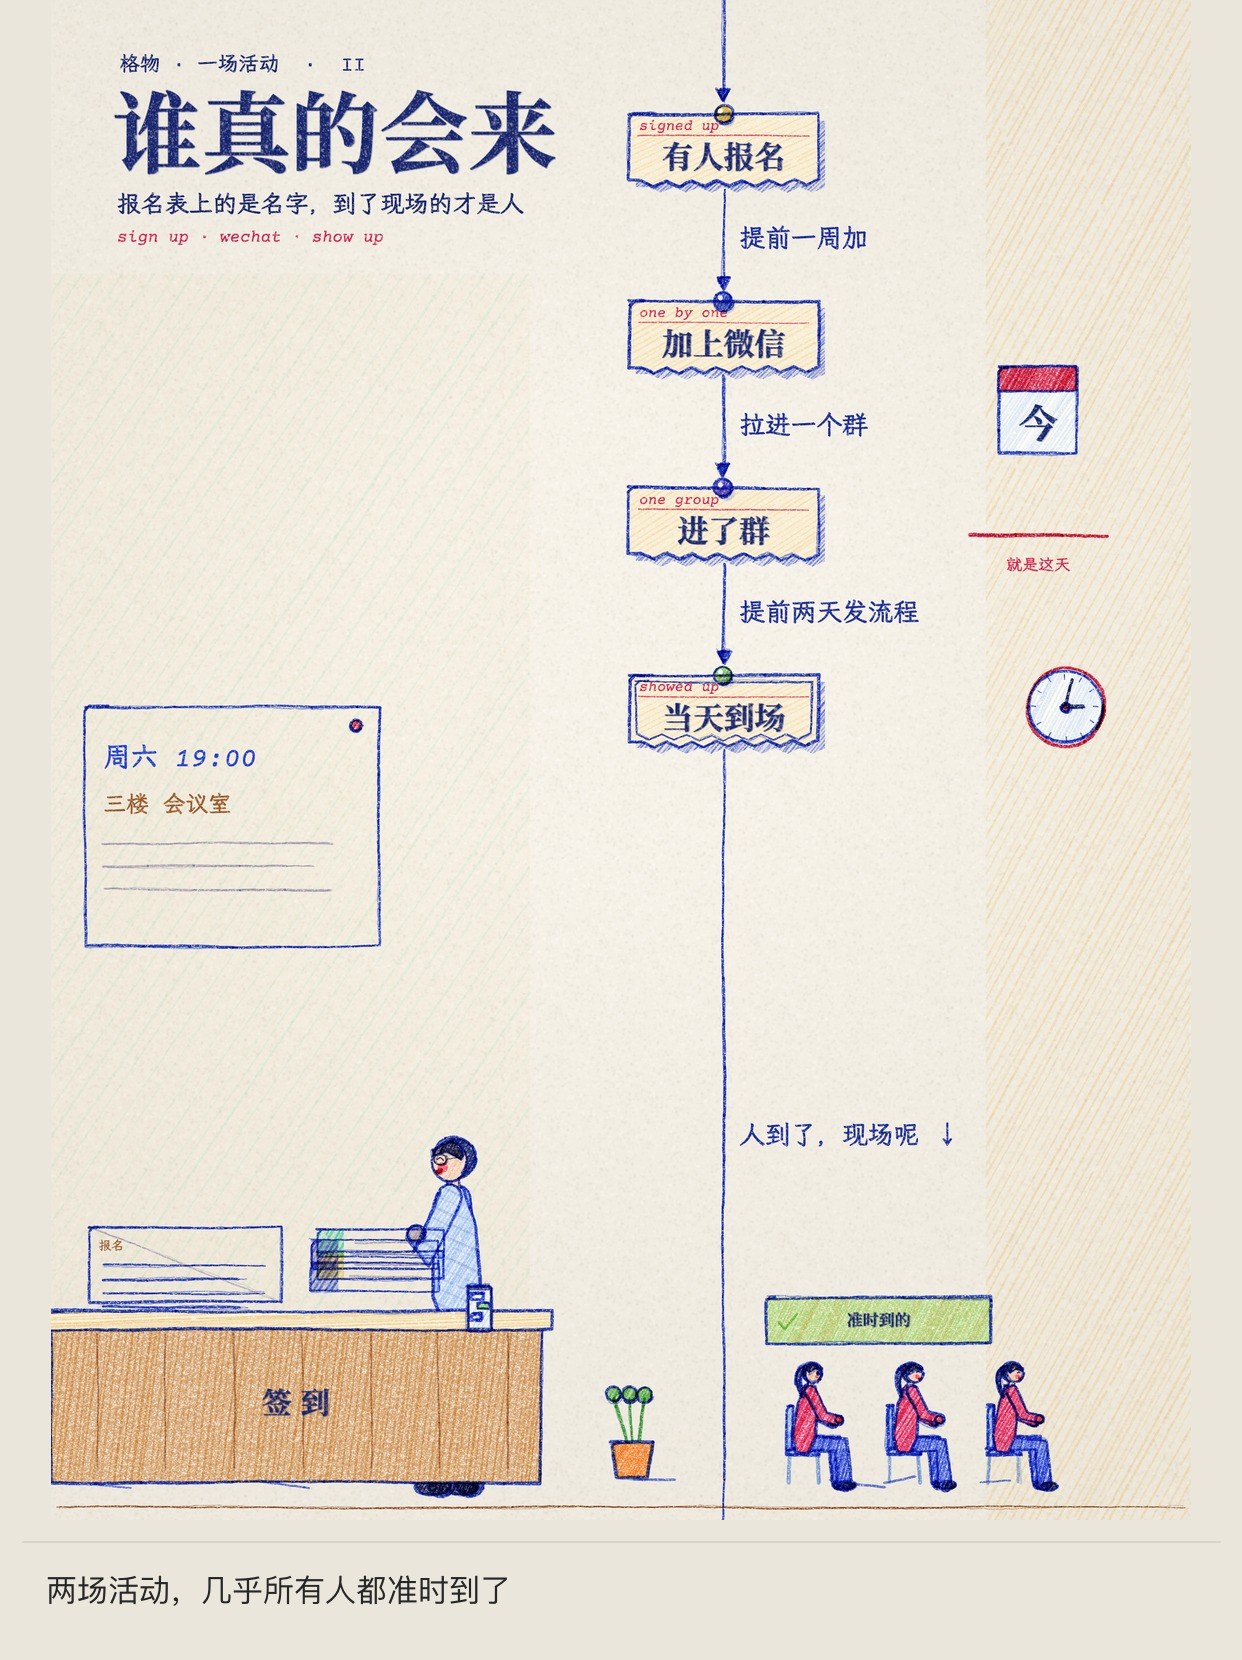 格物 · 一场活动 · II
谁真的会来
报名表上的是名字，到了现场的才是人
sign up · wechat · show up
signed up
有人报名
提前一周加
one by one
加上微信
拉进一个群
one group
进了群
提前两天发流程
showed up
当天到场
今
就是这天
周六 19:00
三楼 会议室
人到了，现场呢 ↓
报名
签到
准时到的
两场活动，几乎所有人都准时到了